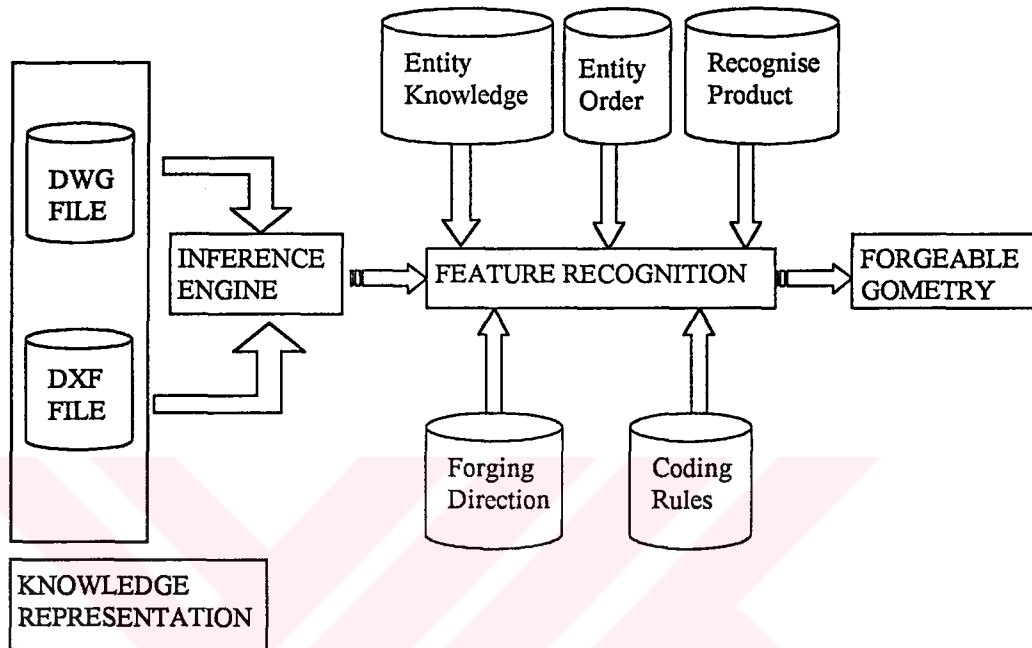 Entity
Knowledge
Entity
Order
Recognise
Product
DWG
FILE
INFERENCE
ENGINE
FEATURE RECOGNITION
FORGEABLE
GOMETRY
DXF
FILE
Forging
Direction
Coding
Rules
KNOWLEDGE
REPRESENTATION